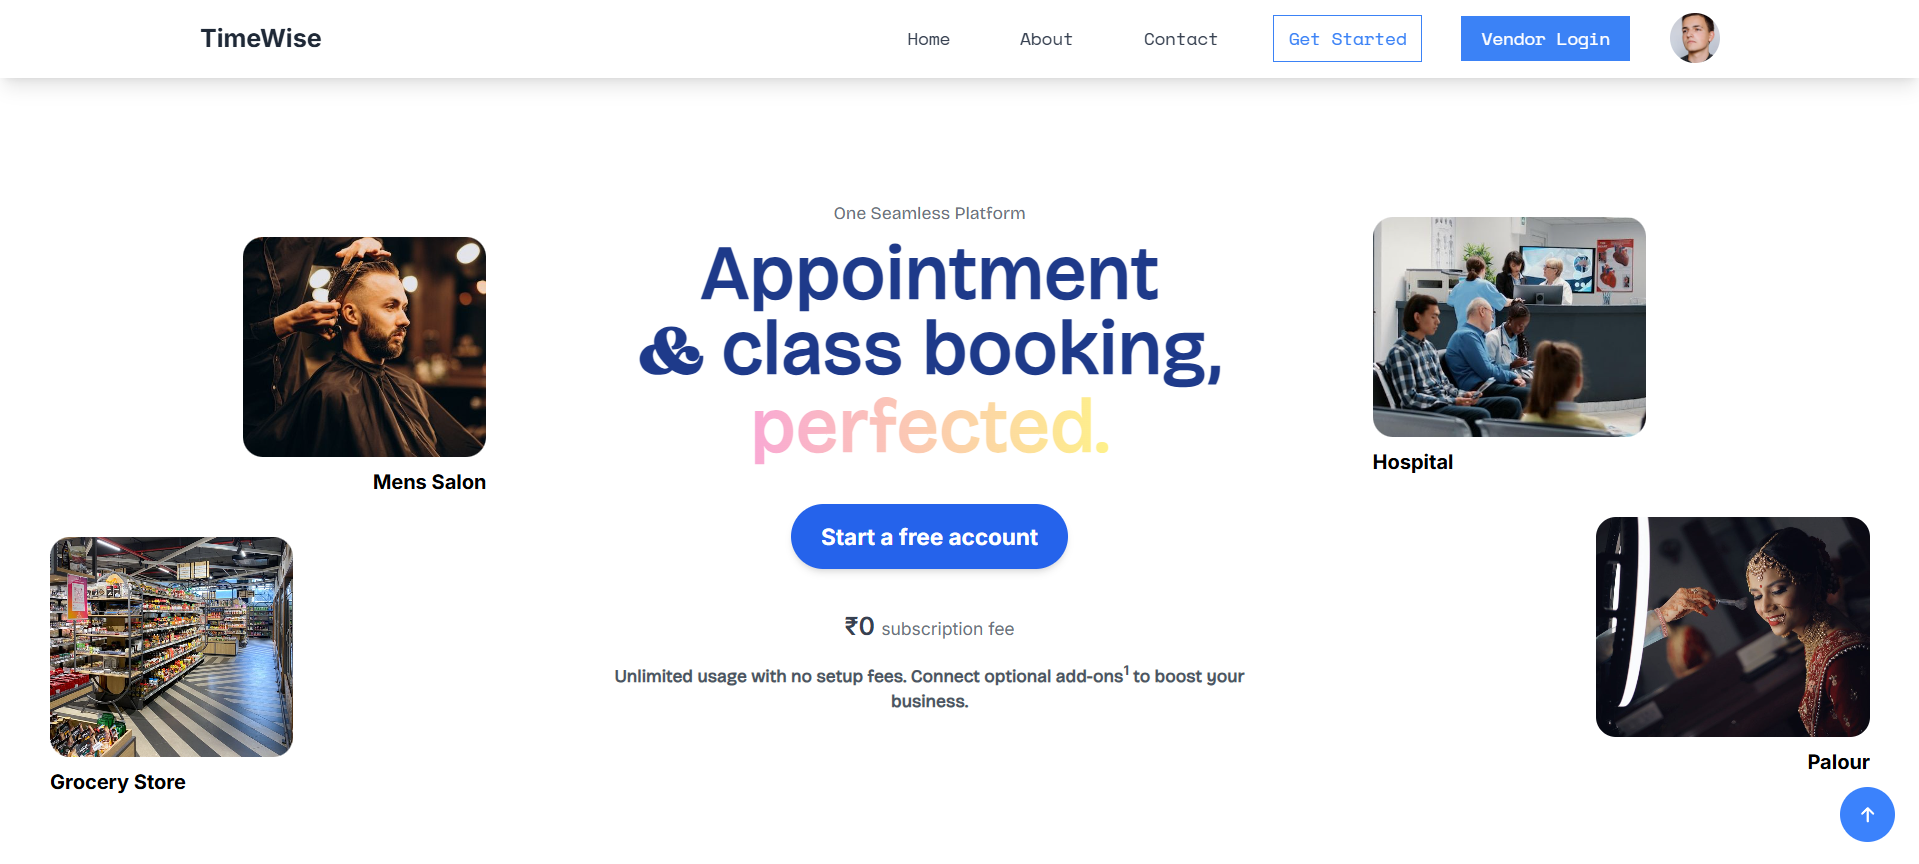 TimeWise
Home
About
Contact
Get Started
Vendor Login
One Seamless Platform
Appointment
& class booking,
perfected.
Start a free account
₹0 subscription fee
Unlimited usage with no setup fees. Connect optional add-ons¹ to boost your
business.
Mens Salon
Grocery Store
Hospital
Palour